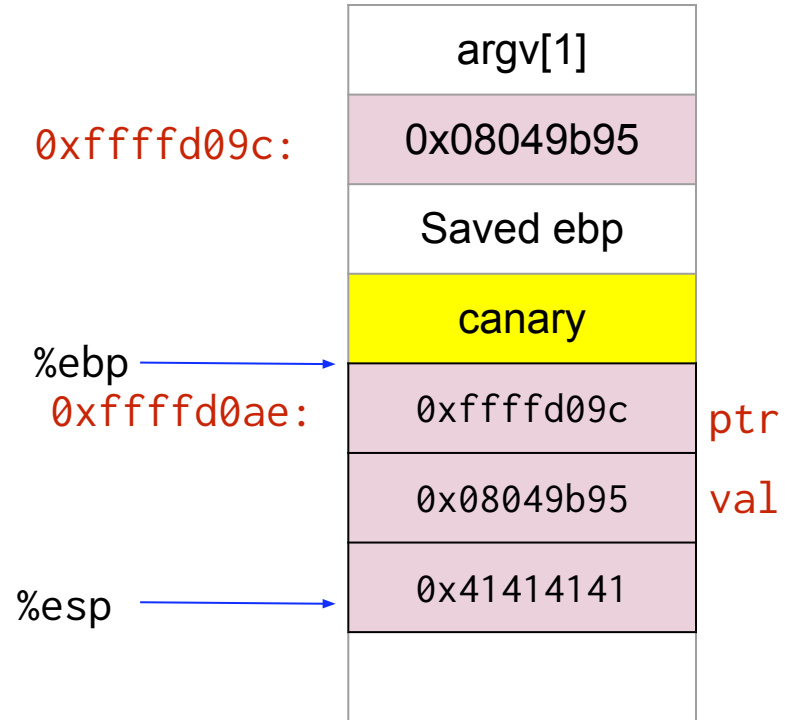 argv[1]
0xffffd09c: 0x08049b95
Saved ebp
canary
%ebp
0xffffd0ae: 0xffffd09c ptr
0x08049b95 val
%esp 0x41414141